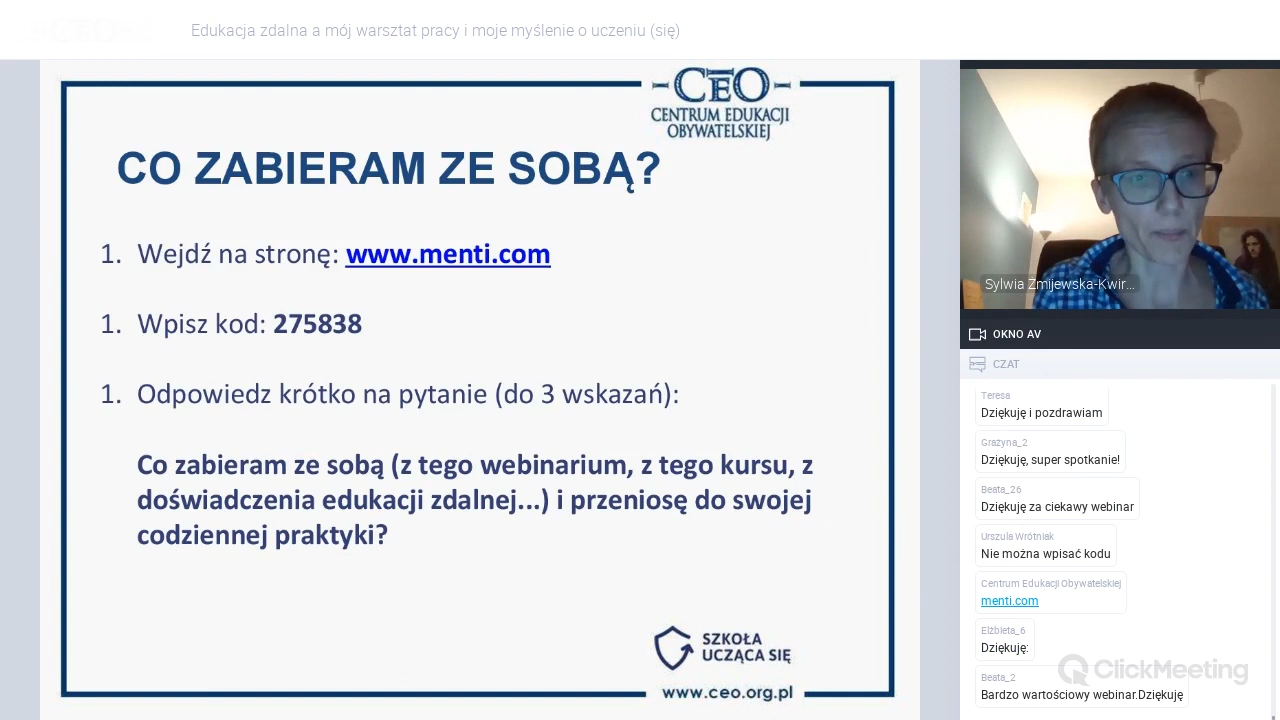 CEO
Edukacja zdalna a mój warsztat pracy i moje myślenie o uczeniu (się)
CEO
CENTRUM EDUKACJI
OBYWATELSKIEJ
CO ZABIERAM ZE SOBĄ?
1. Wejdź na stronę: www.menti.com
1. Wpisz kod: 275838
1. Odpowiedz krótko na pytanie (do 3 wskazań):
Co zabieram ze sobą (z tego webinarium, z tego kursu, z
doświadczenia edukacji zdalnej...) i przeniosę do swojej
codziennej praktyki?
SZKOŁA
UCZĄCA SIĘ
www.ceo.org.pl
Sylwia Żmijewska-Kwir...
OKNO AV
CZAT
Teresa
Dziękuję i pozdrawiam
Grażyna_2
Dziękuję, super spotkanie!
Beata_26
Dziękuję za ciekawy webinar
Urszula Wrótniak
Nie można wpisać kodu
Centrum Edukacji Obywatelskiej
menti.com
Elżbieta_6
Dziękuję:
Beata_2
Bardzo wartościowy webinar.Dziękuję
ClickMeeting